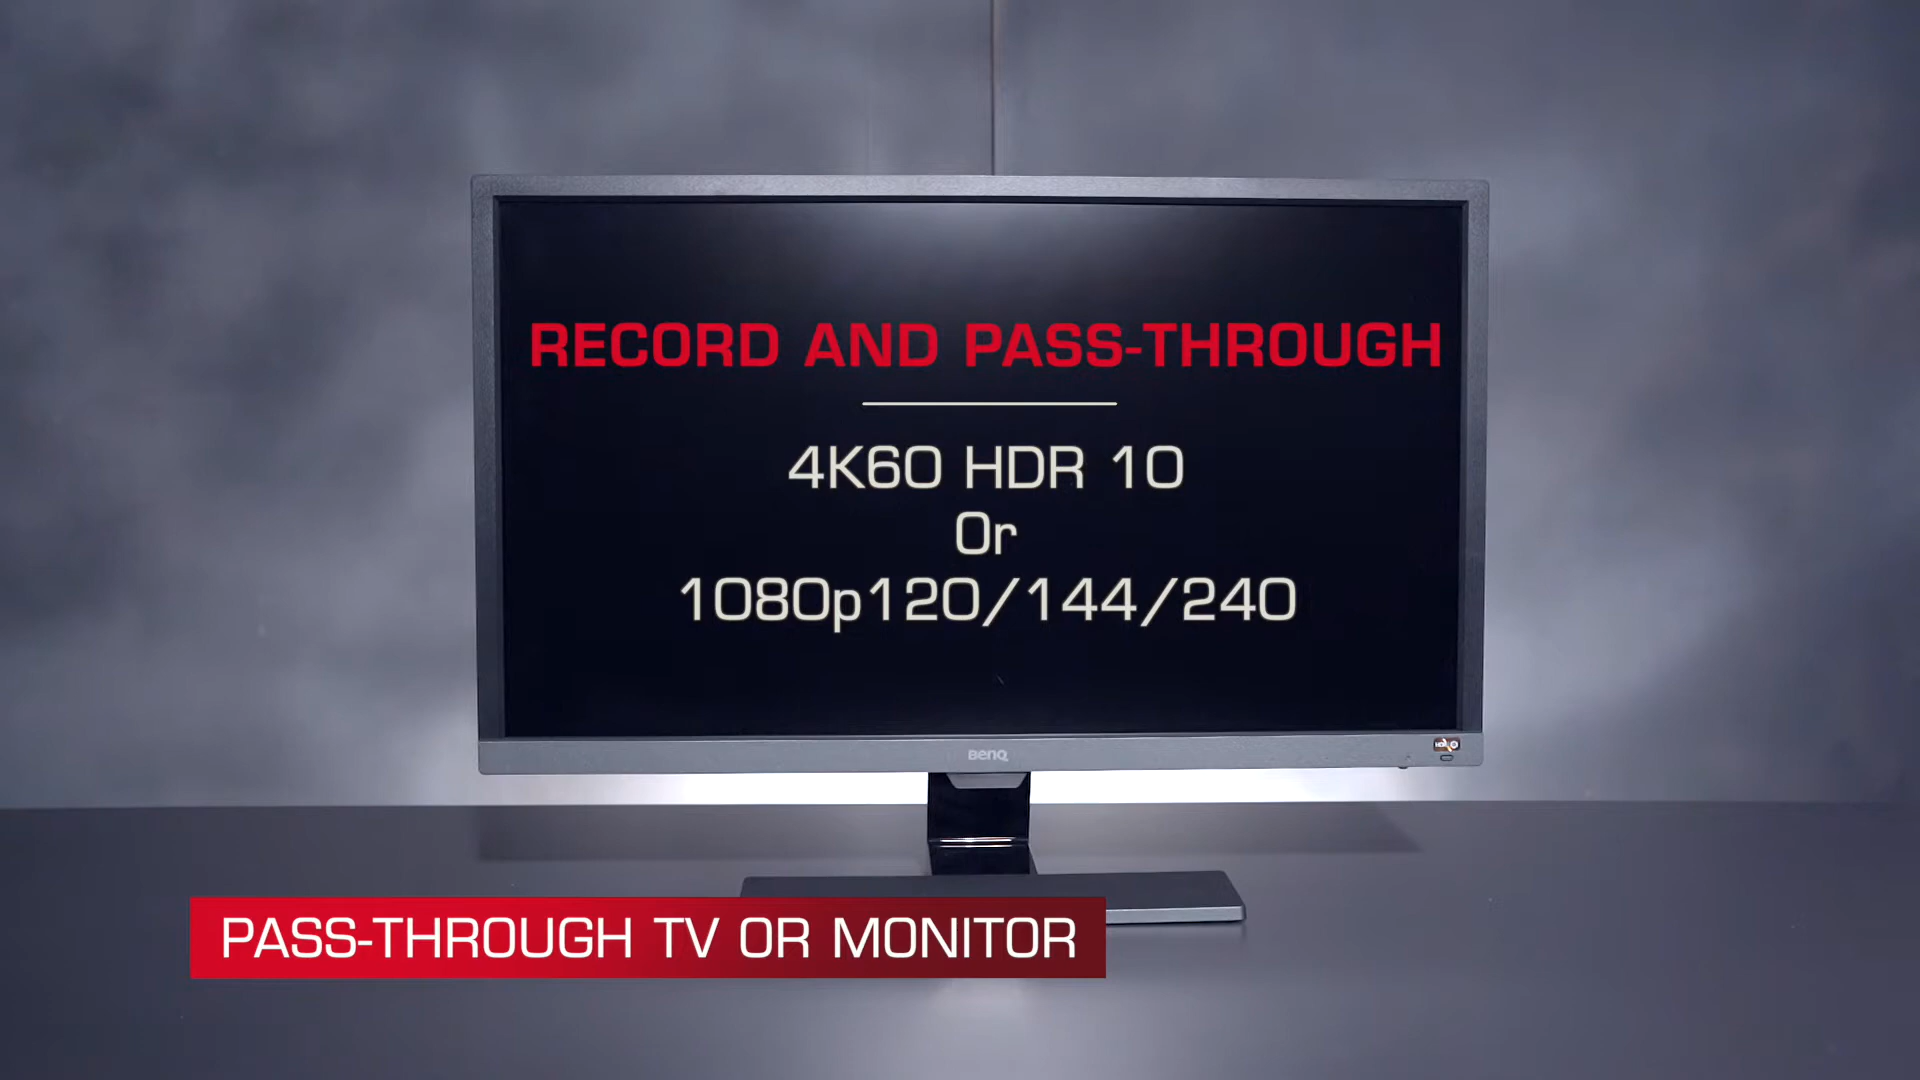 RECORD AND PASS-THROUGH
4K60 HDR 10
Or
1080p120/144/240
BenQ
PASS-THROUGH TV OR MONITOR